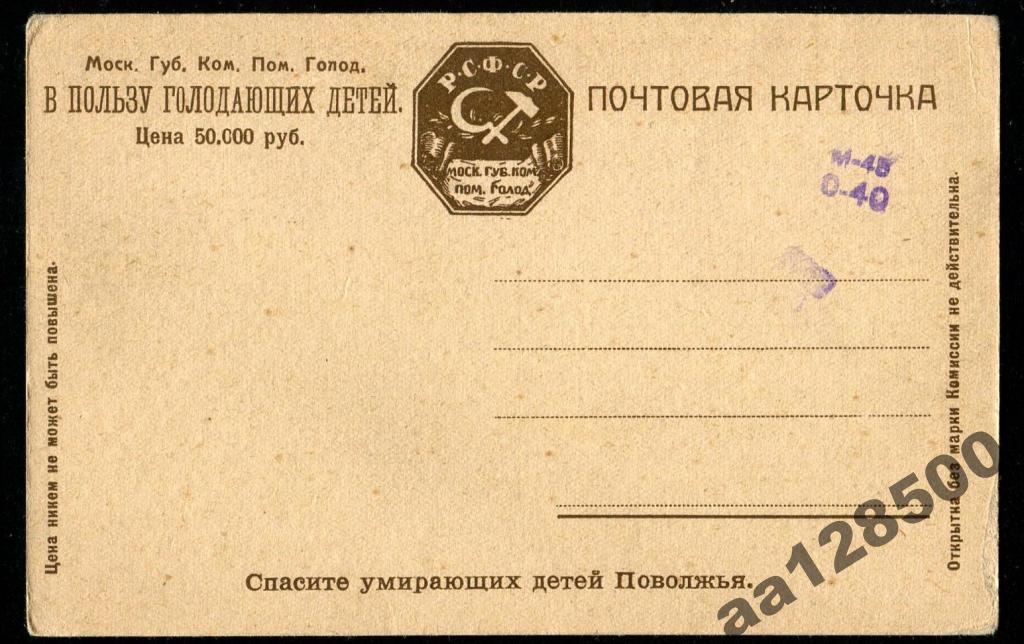 Моск. Губ. Ком. Пом. Голод.
В ПОЛЬЗУ ГОЛОДАЮЩИХ ДЕТЕЙ.
Цена 50.000 руб.
Р·С·Ф·С·Р
МОСК. ГУБ. КОМ.
ПОМ. ГОЛОД.
ПОЧТОВАЯ КАРТОЧКА
М-45
О-40
Цена никем не может быть повышена.
Открытка без марки Комиссии не действительна.
Спасите умирающих детей Поволжья.
aa128500